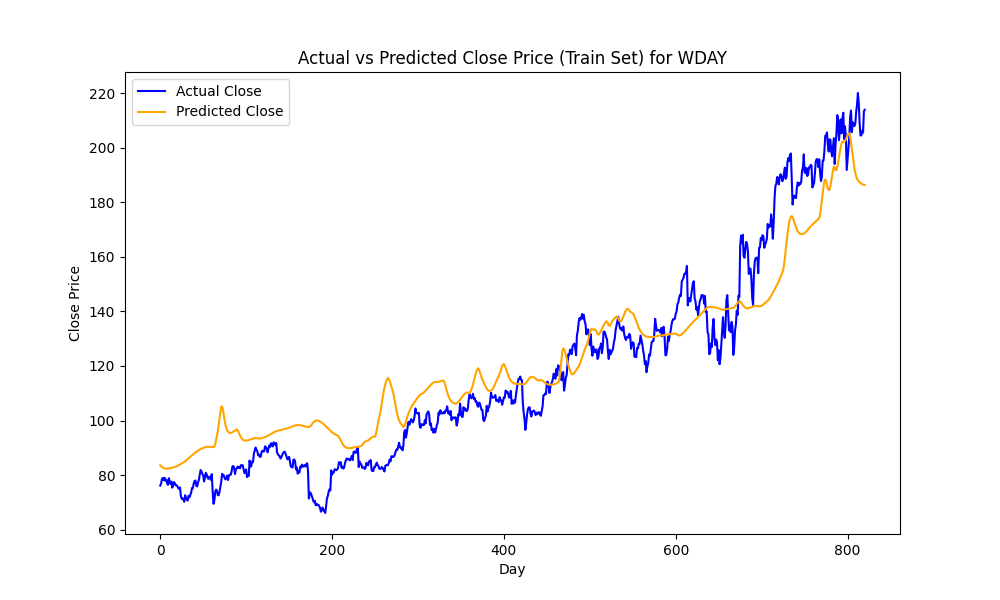 Actual vs Predicted Close Price (Train Set) for WDAY
Actual Close
Predicted Close
220
200
180
160
140
120
100
80
60
Close Price
0 200 400 600 800
Day